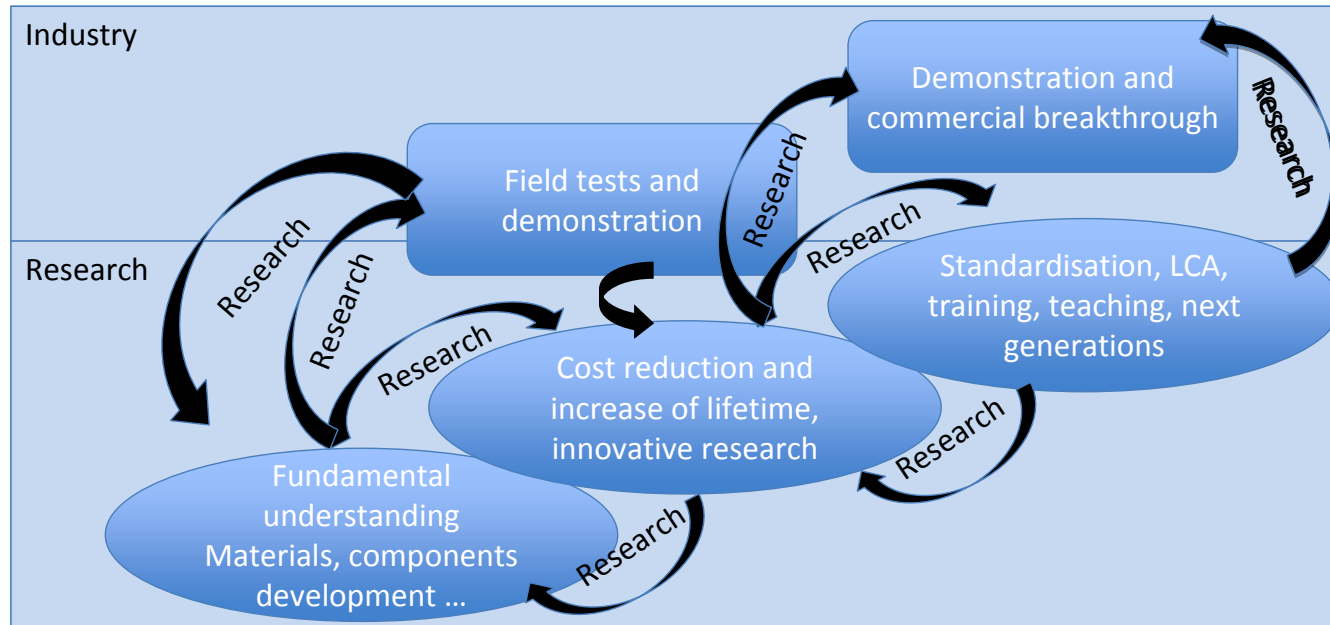 Industry
Demonstration and
commercial breakthrough
Research
Field tests and
demonstration
Research
Research
Research
Research
Research
Research
Standardisation, LCA,
training, teaching, next
generations
Research
Cost reduction and
increase of lifetime,
innovative research
Research
Fundamental
understanding
Materials, components
development ...
Research